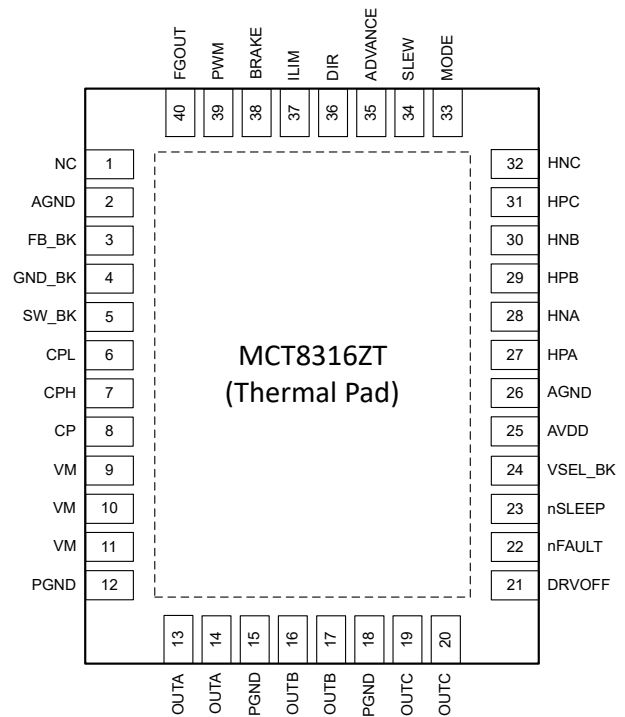 FGOUT PWM BRAKE ILIM DIR ADVANCE SLEW MODE
40 39 38 37 36 35 34 33
NC 1
AGND 2
FB_BK 3
GND_BK 4
SW_BK 5
CPL 6
CPH 7
CP 8
VM 9
VM 10
VM 11
PGND 12
MCT8316ZT
(Thermal Pad)
32 HNC
31 HPC
30 HNB
29 HPB
28 HNA
27 HPA
26 AGND
25 AVDD
24 VSEL_BK
23 nSLEEP
22 nFAULT
21 DRVOFF
13 14 15 16 17 18 19 20
OUTA OUTA PGND OUTB OUTB PGND OUTC OUTC